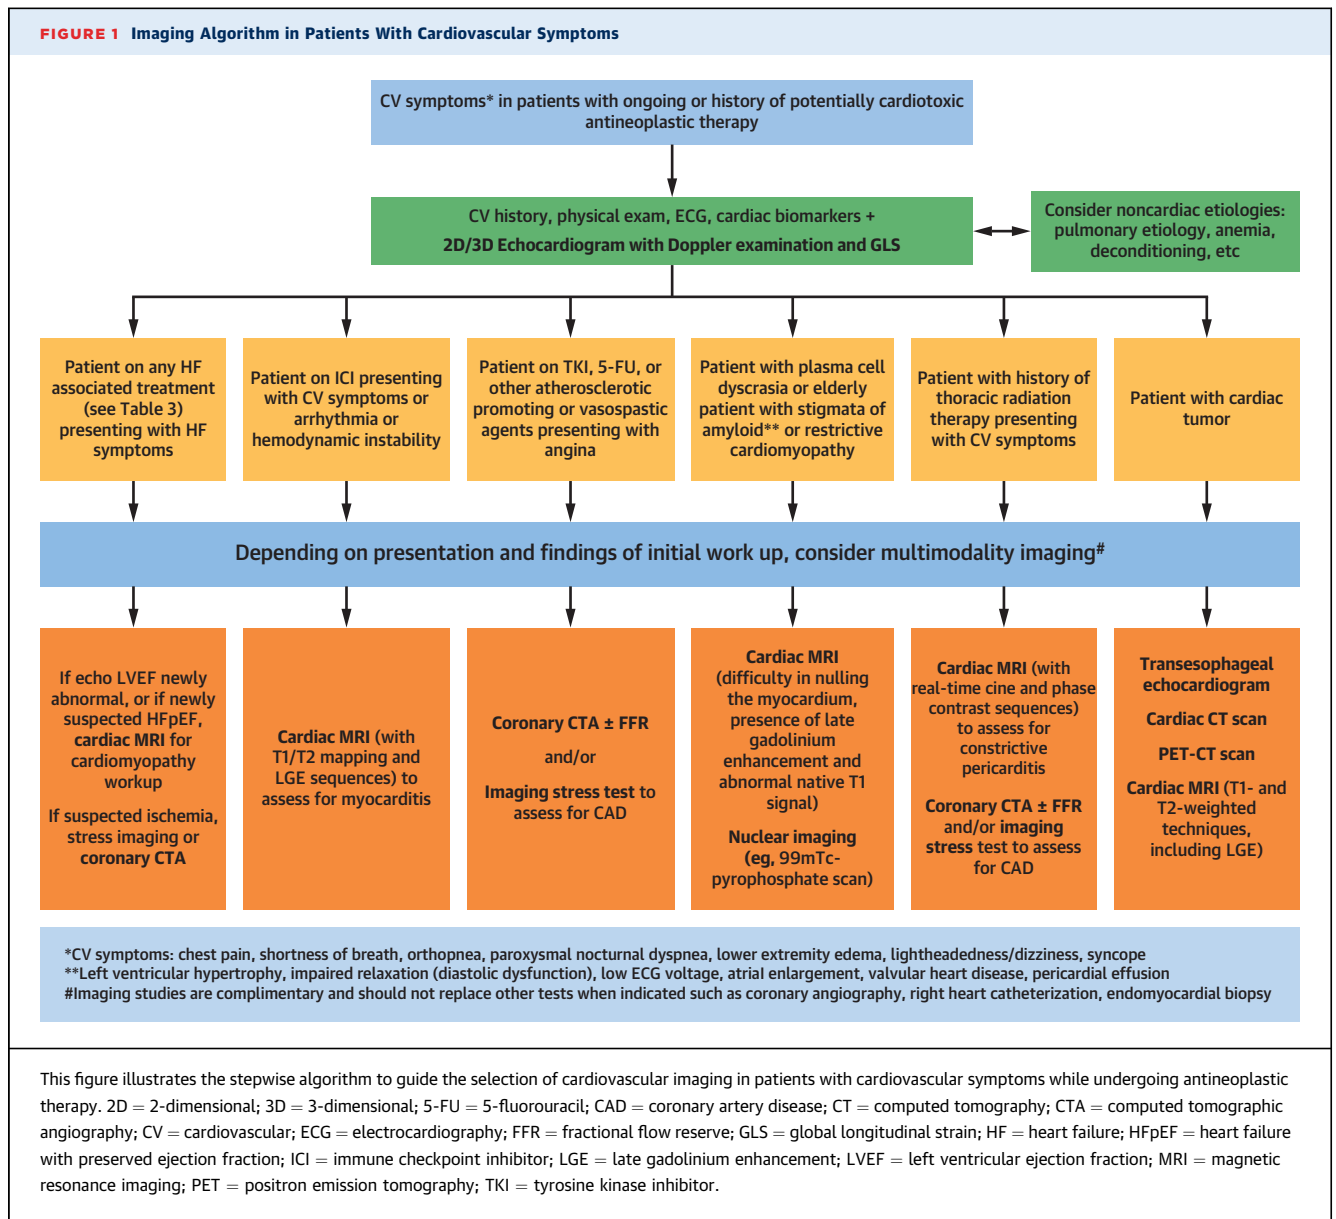 FIGURE 1 Imaging Algorithm in Patients With Cardiovascular Symptoms
CV symptoms* in patients with ongoing or history of potentially cardiotoxic
antineoplastic therapy
CV history, physical exam, ECG, cardiac biomarkers +
2D/3D Echocardiogram with Doppler examination and GLS
Consider noncardiac etiologies:
pulmonary etiology, anemia,
deconditioning, etc
Patient on any HF
associated treatment
(see Table 3)
presenting with HF
symptoms
Patient on ICI presenting
with CV symptoms or
arrhythmia or
hemodynamic instability
Patient on TKI, 5-FU, or
other atherosclerotic
promoting or vasospastic
agents presenting with
angina
Patient with plasma cell
dyscrasia or elderly
patient with stigmata of
amyloid** or restrictive
cardiomyopathy
Patient with history of
thoracic radiation
therapy presenting
with CV symptoms
Patient with cardiac
tumor
Depending on presentation and findings of initial work up, consider multimodality imaging#
If echo LVEF newly
abnormal, or if newly
suspected HFpEF,
cardiac MRI for
cardiomyopathy
workup
If suspected ischemia,
stress imaging or
coronary CTA
Cardiac MRI (with
T1/T2 mapping and
LGE sequences) to
assess for myocarditis
Coronary CTA ± FFR
and/or
Imaging stress test to
assess for CAD
Cardiac MRI
(difficulty in nulling
the myocardium,
presence of late
gadolinium
enhancement and
abnormal native T1
signal)
Nuclear imaging
(eg, 99mTc-
pyrophosphate scan)
Cardiac MRI (with
real-time cine and phase
contrast sequences)
to assess for
constrictive
pericarditis
Coronary CTA ± FFR
and/or imaging
stress test to assess
for CAD
Transesophageal
echocardiogram
Cardiac CT scan
PET-CT scan
Cardiac MRI (T1- and
T2-weighted
techniques,
including LGE)
*CV symptoms: chest pain, shortness of breath, orthopnea, paroxysmal nocturnal dyspnea, lower extremity edema, lightheadedness/dizziness, syncope
**Left ventricular hypertrophy, impaired relaxation (diastolic dysfunction), low ECG voltage, atrial enlargement, valvular heart disease, pericardial effusion
#Imaging studies are complimentary and should not replace other tests when indicated such as coronary angiography, right heart catheterization, endomyocardial biopsy
This figure illustrates the stepwise algorithm to guide the selection of cardiovascular imaging in patients with cardiovascular symptoms while undergoing antineoplastic
therapy. 2D = 2-dimensional; 3D = 3-dimensional; 5-FU = 5-fluorouracil; CAD = coronary artery disease; CT = computed tomography; CTA = computed tomographic
angiography; CV = cardiovascular; ECG = electrocardiography; FFR = fractional flow reserve; GLS = global longitudinal strain; HF = heart failure; HFpEF = heart failure
with preserved ejection fraction; ICI = immune checkpoint inhibitor; LGE = late gadolinium enhancement; LVEF = left ventricular ejection fraction; MRI = magnetic
resonance imaging; PET = positron emission tomography; TKI = tyrosine kinase inhibitor.